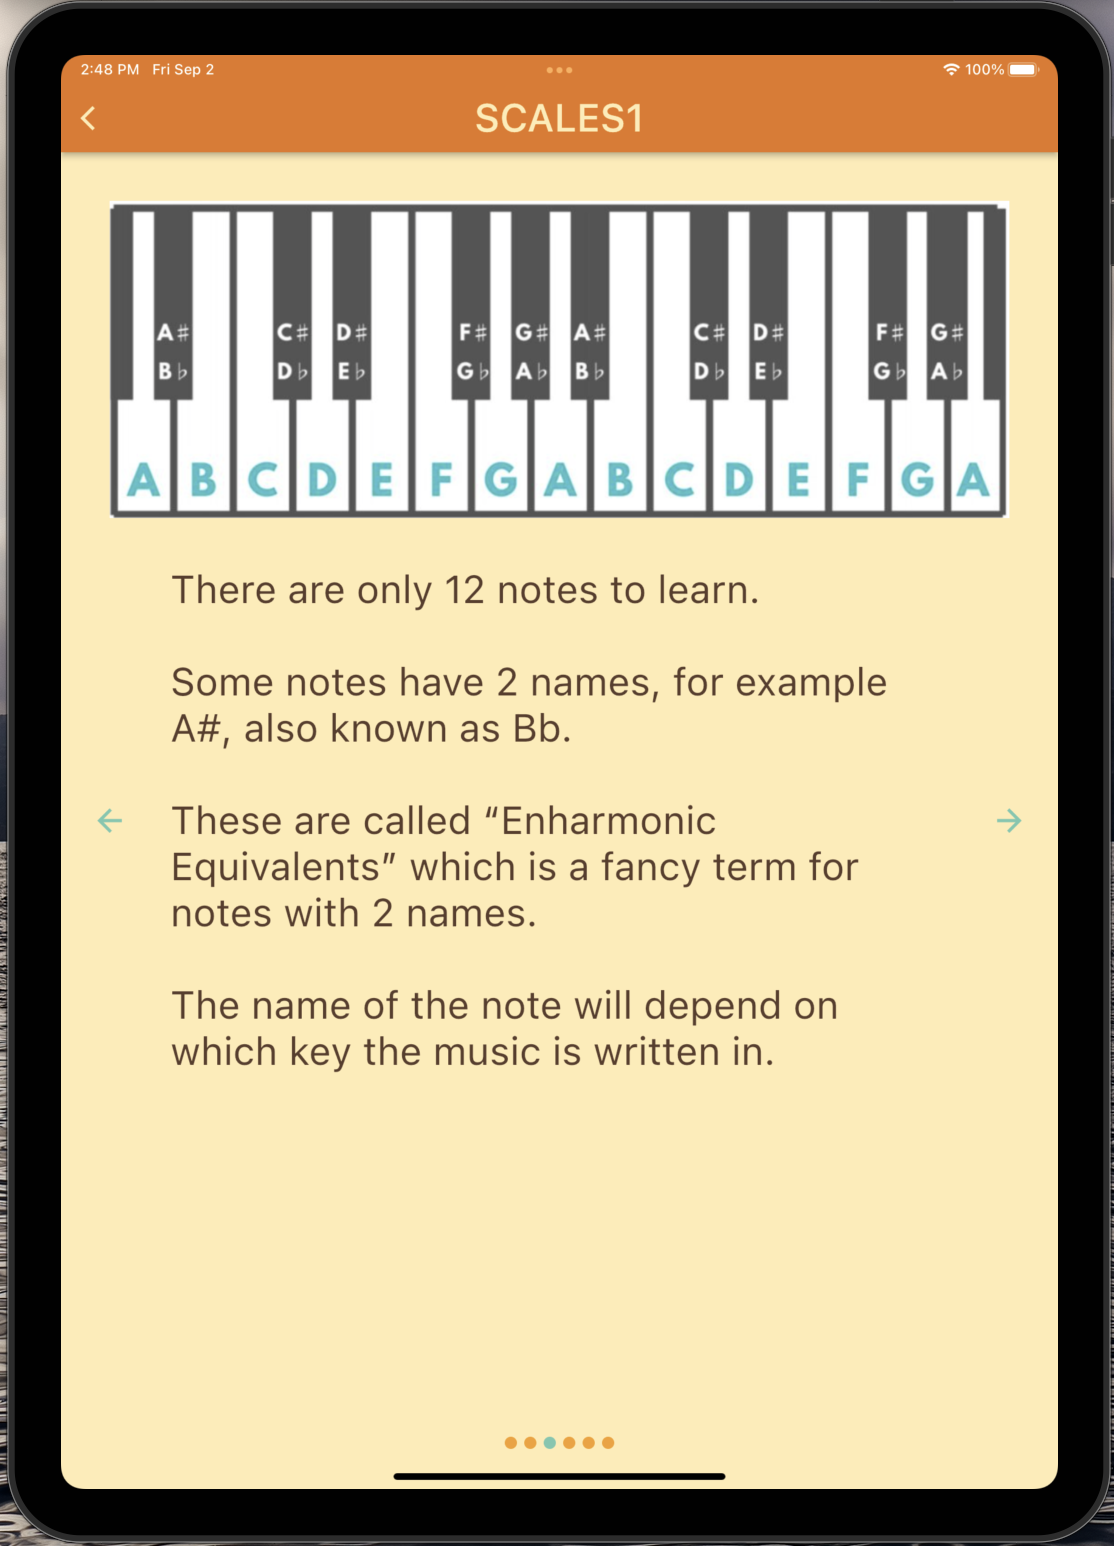 2:48 PM Fri Sep 2
100%
SCALES1
A♯ C♯ D♯ F♯ G♯ A♯ C♯ D♯ F♯ G♯
B♭ D♭ E♭ G♭ A♭ B♭ D♭ E♭ G♭ A♭
A B C D E F G A B C D E F G A
There are only 12 notes to learn.
Some notes have 2 names, for example
A#, also known as Bb.
These are called “Enharmonic
Equivalents” which is a fancy term for
notes with 2 names.
The name of the note will depend on
which key the music is written in.